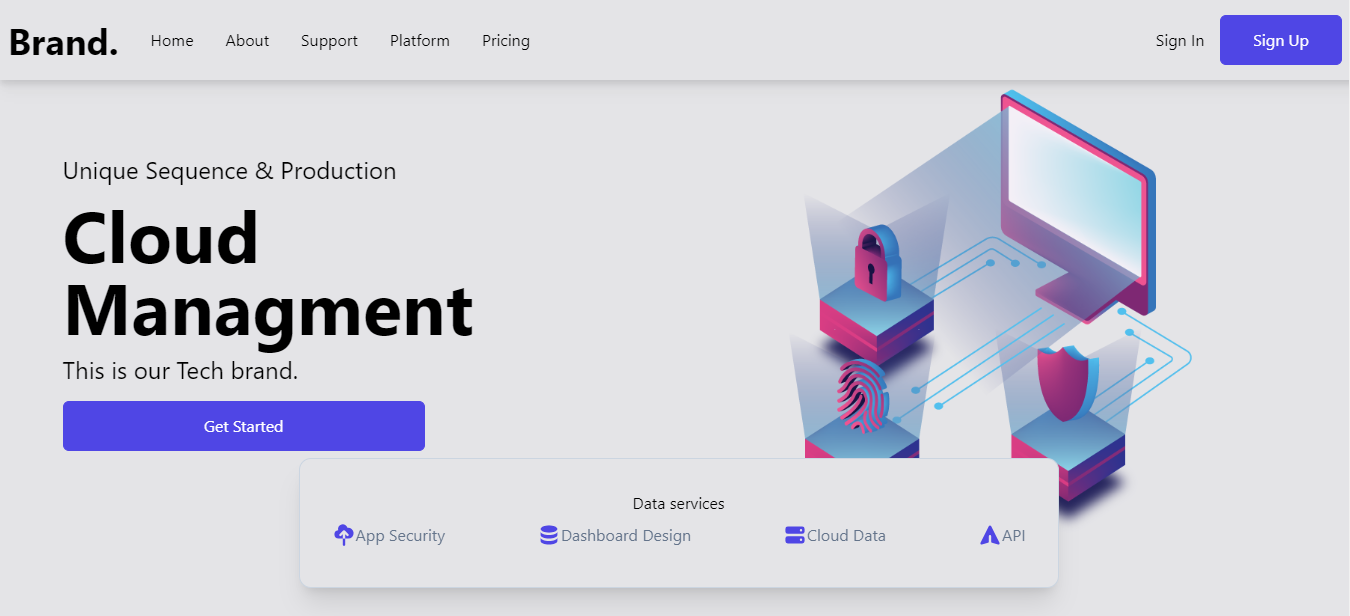 Brand. Home About Support Platform Pricing Sign In Sign Up
Unique Sequence & Production
Cloud
Managment
This is our Tech brand.
Get Started
Data services
App Security Dashboard Design Cloud Data API